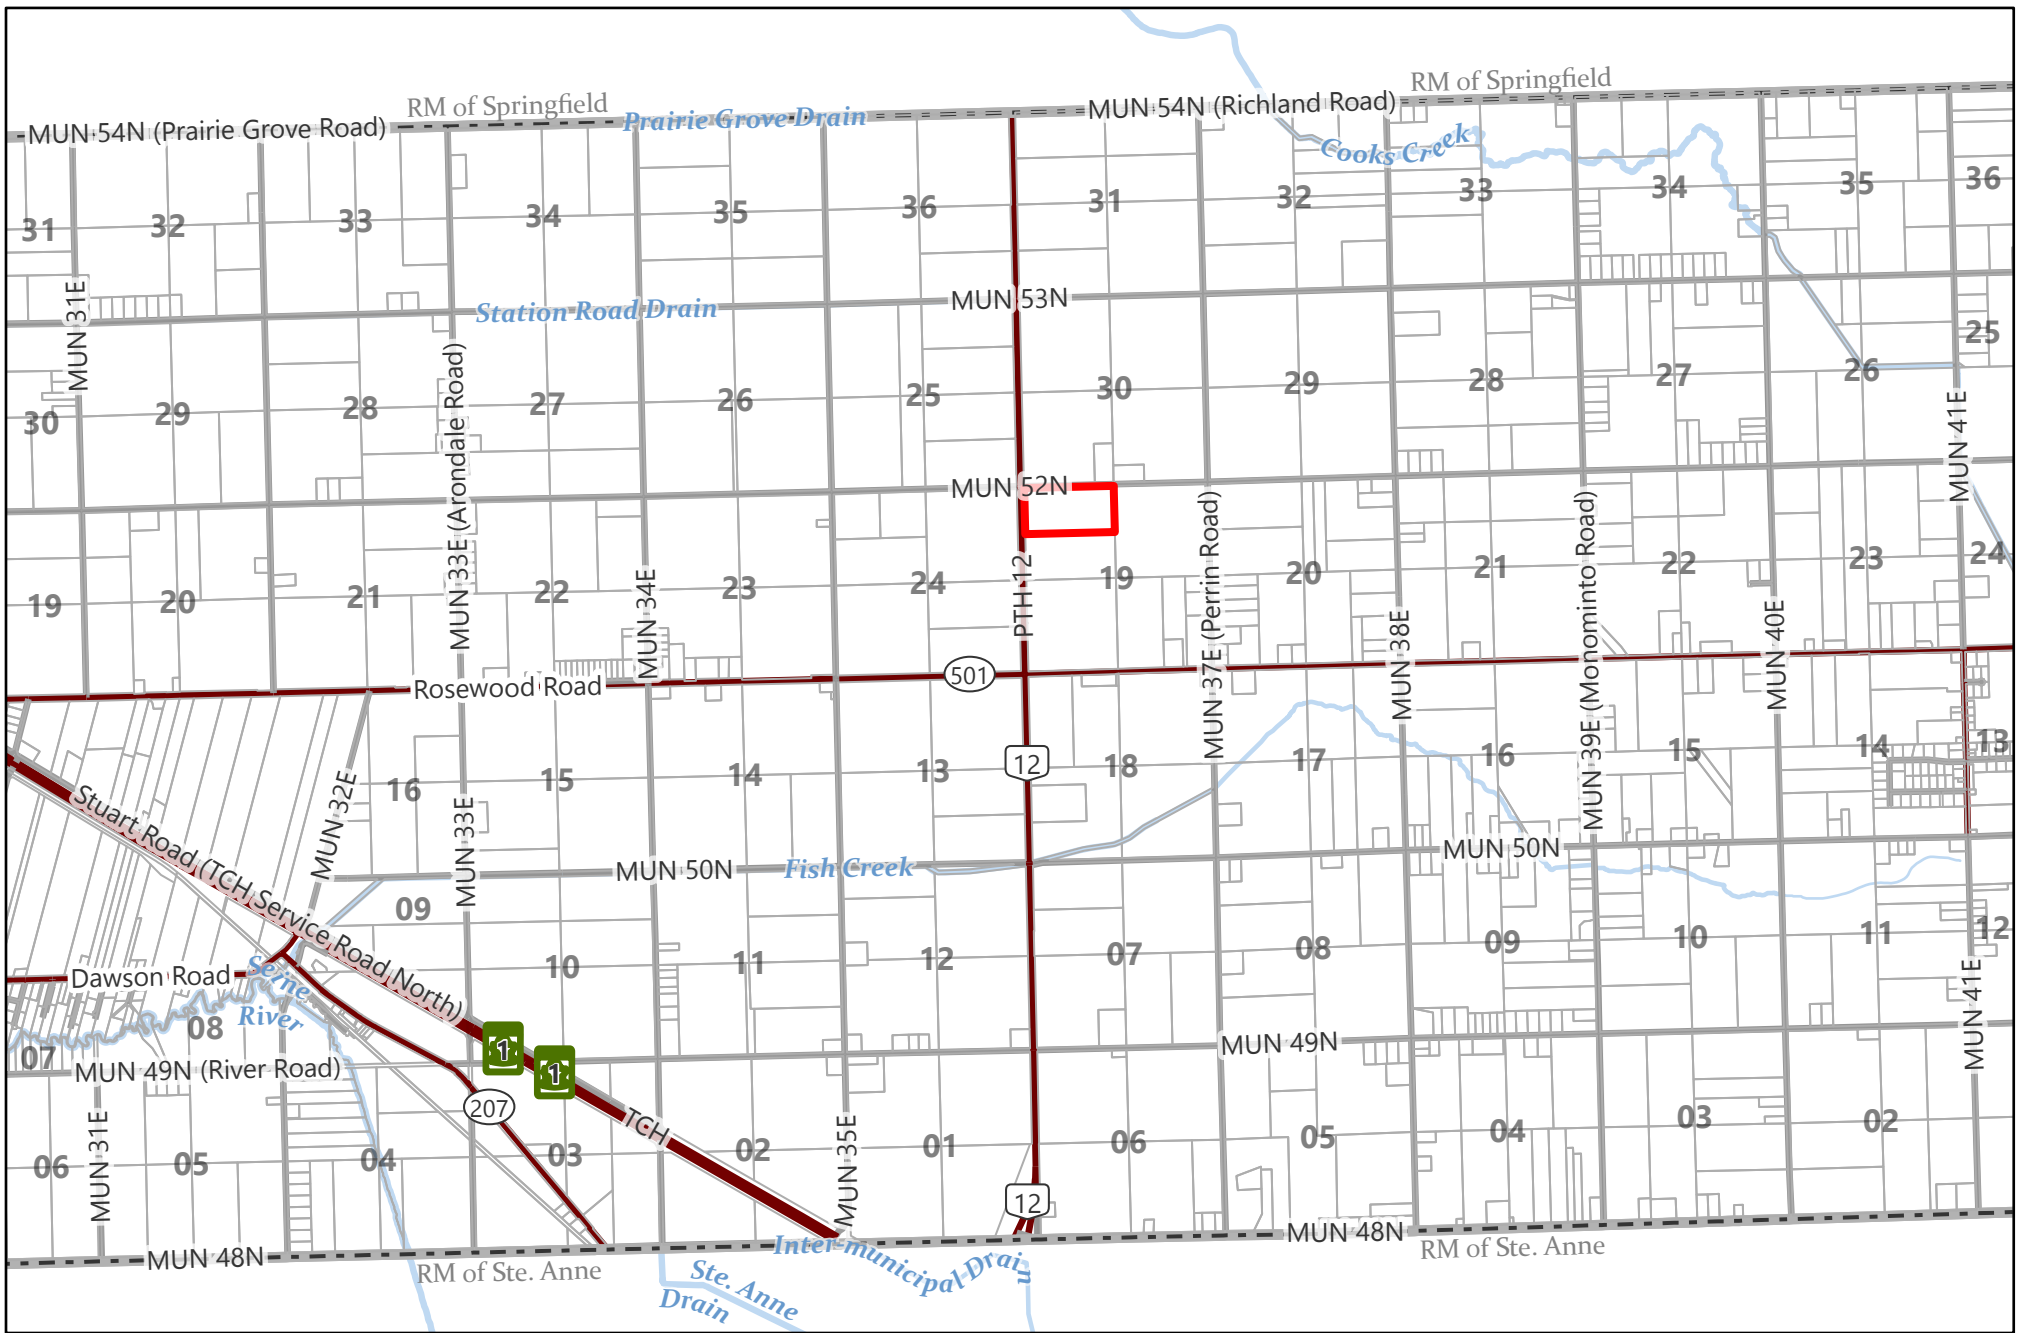 RM of Springfield
RM of Springfield
MUN 54N (Prairie Grove Road)
Prairie Grove Drain
MUN 54N (Richland Road)
Cooks Creek
31
32
33
34
35
36
31
32
33
34
35
36
MUN 31E
Station Road Drain
MUN 53N
25
30
29
28
27
26
25
30
29
28
27
26
MUN 33E (Arondale Road)
MUN 41E
MUN 52N
19
20
21
22
23
24
19
20
21
22
23
24
MUN 34E
PTH 12
MUN 37E (Perrin Road)
MUN 38E
MUN 39E (Monominto Road)
MUN 40E
Rosewood Road
501
16
15
14
13
12
18
17
16
15
14
13
Stuart Road (TCH Service Road North)
MUN 32E
MUN 33E
MUN 50N
Fish Creek
MUN 50N
09
10
11
12
07
08
09
10
11
12
Dawson Road
Seine
River
08
07
MUN 49N (River Road)
1
1
MUN 49N
MUN 41E
207
TCH
MUN 31E
MUN 35E
06
05
04
03
02
01
06
05
04
03
02
12
MUN 48N
MUN 48N
Inter-municipal Drain
RM of Ste. Anne
RM of Ste. Anne
Ste. Anne
Drain